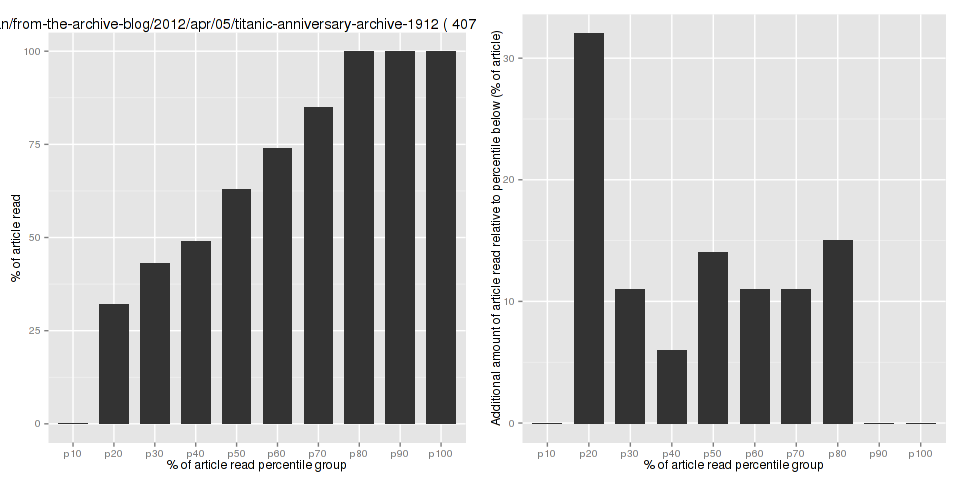 n/from-the-archive-blog/2012/apr/05/titanic-anniversary-archive-1912 ( 407
% of article read
100
75
50
25
0
p10 p20 p30 p40 p50 p60 p70 p80 p90 p100
% of article read percentile group
Additional amount of article read relative to percentile below (% of article)
30
20
10
0
p10 p20 p30 p40 p50 p60 p70 p80 p90 p100
% of article read percentile group